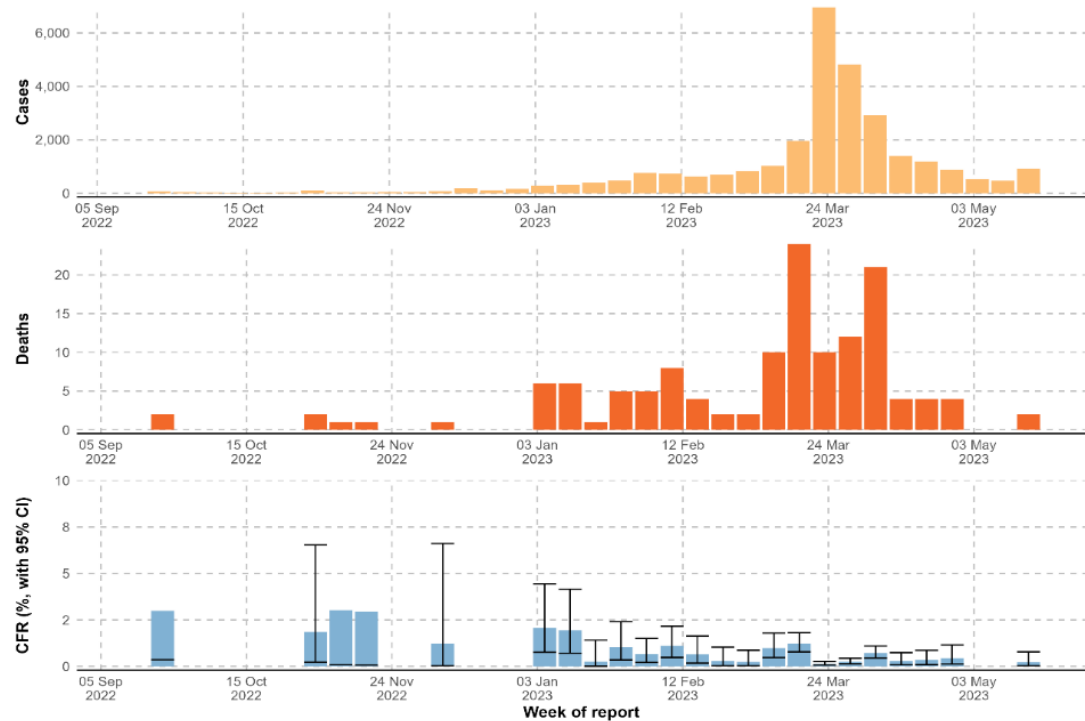 6,000
4,000
2,000
0
Cases
05 Sep 15 Oct 24 Nov 03 Jan 12 Feb 24 Mar 03 May
2022 2022 2022 2023 2023 2023 2023
20
15
10
5
0
Deaths
05 Sep 15 Oct 24 Nov 03 Jan 12 Feb 24 Mar 03 May
2022 2022 2022 2023 2023 2023 2023
10
8
5
2
0
CFR (%, with 95% CI)
05 Sep 15 Oct 24 Nov 03 Jan 12 Feb 24 Mar 03 May
2022 2022 2022 2023 2023 2023 2023
Week of report